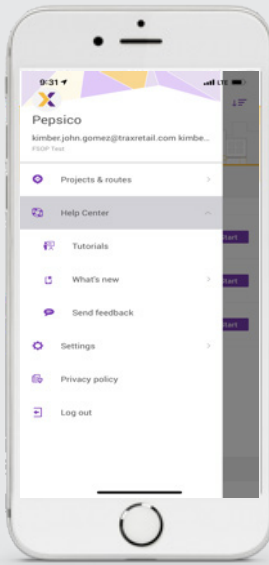 9:31
LTE
Pepsico
kimber.john.gomez@traxretail.com kimbe...
FSOP Test
Projects & routes
Help Center
Start
Tutorials
What's new
Start
Send feedback
Start
Settings
Privacy policy
Log out